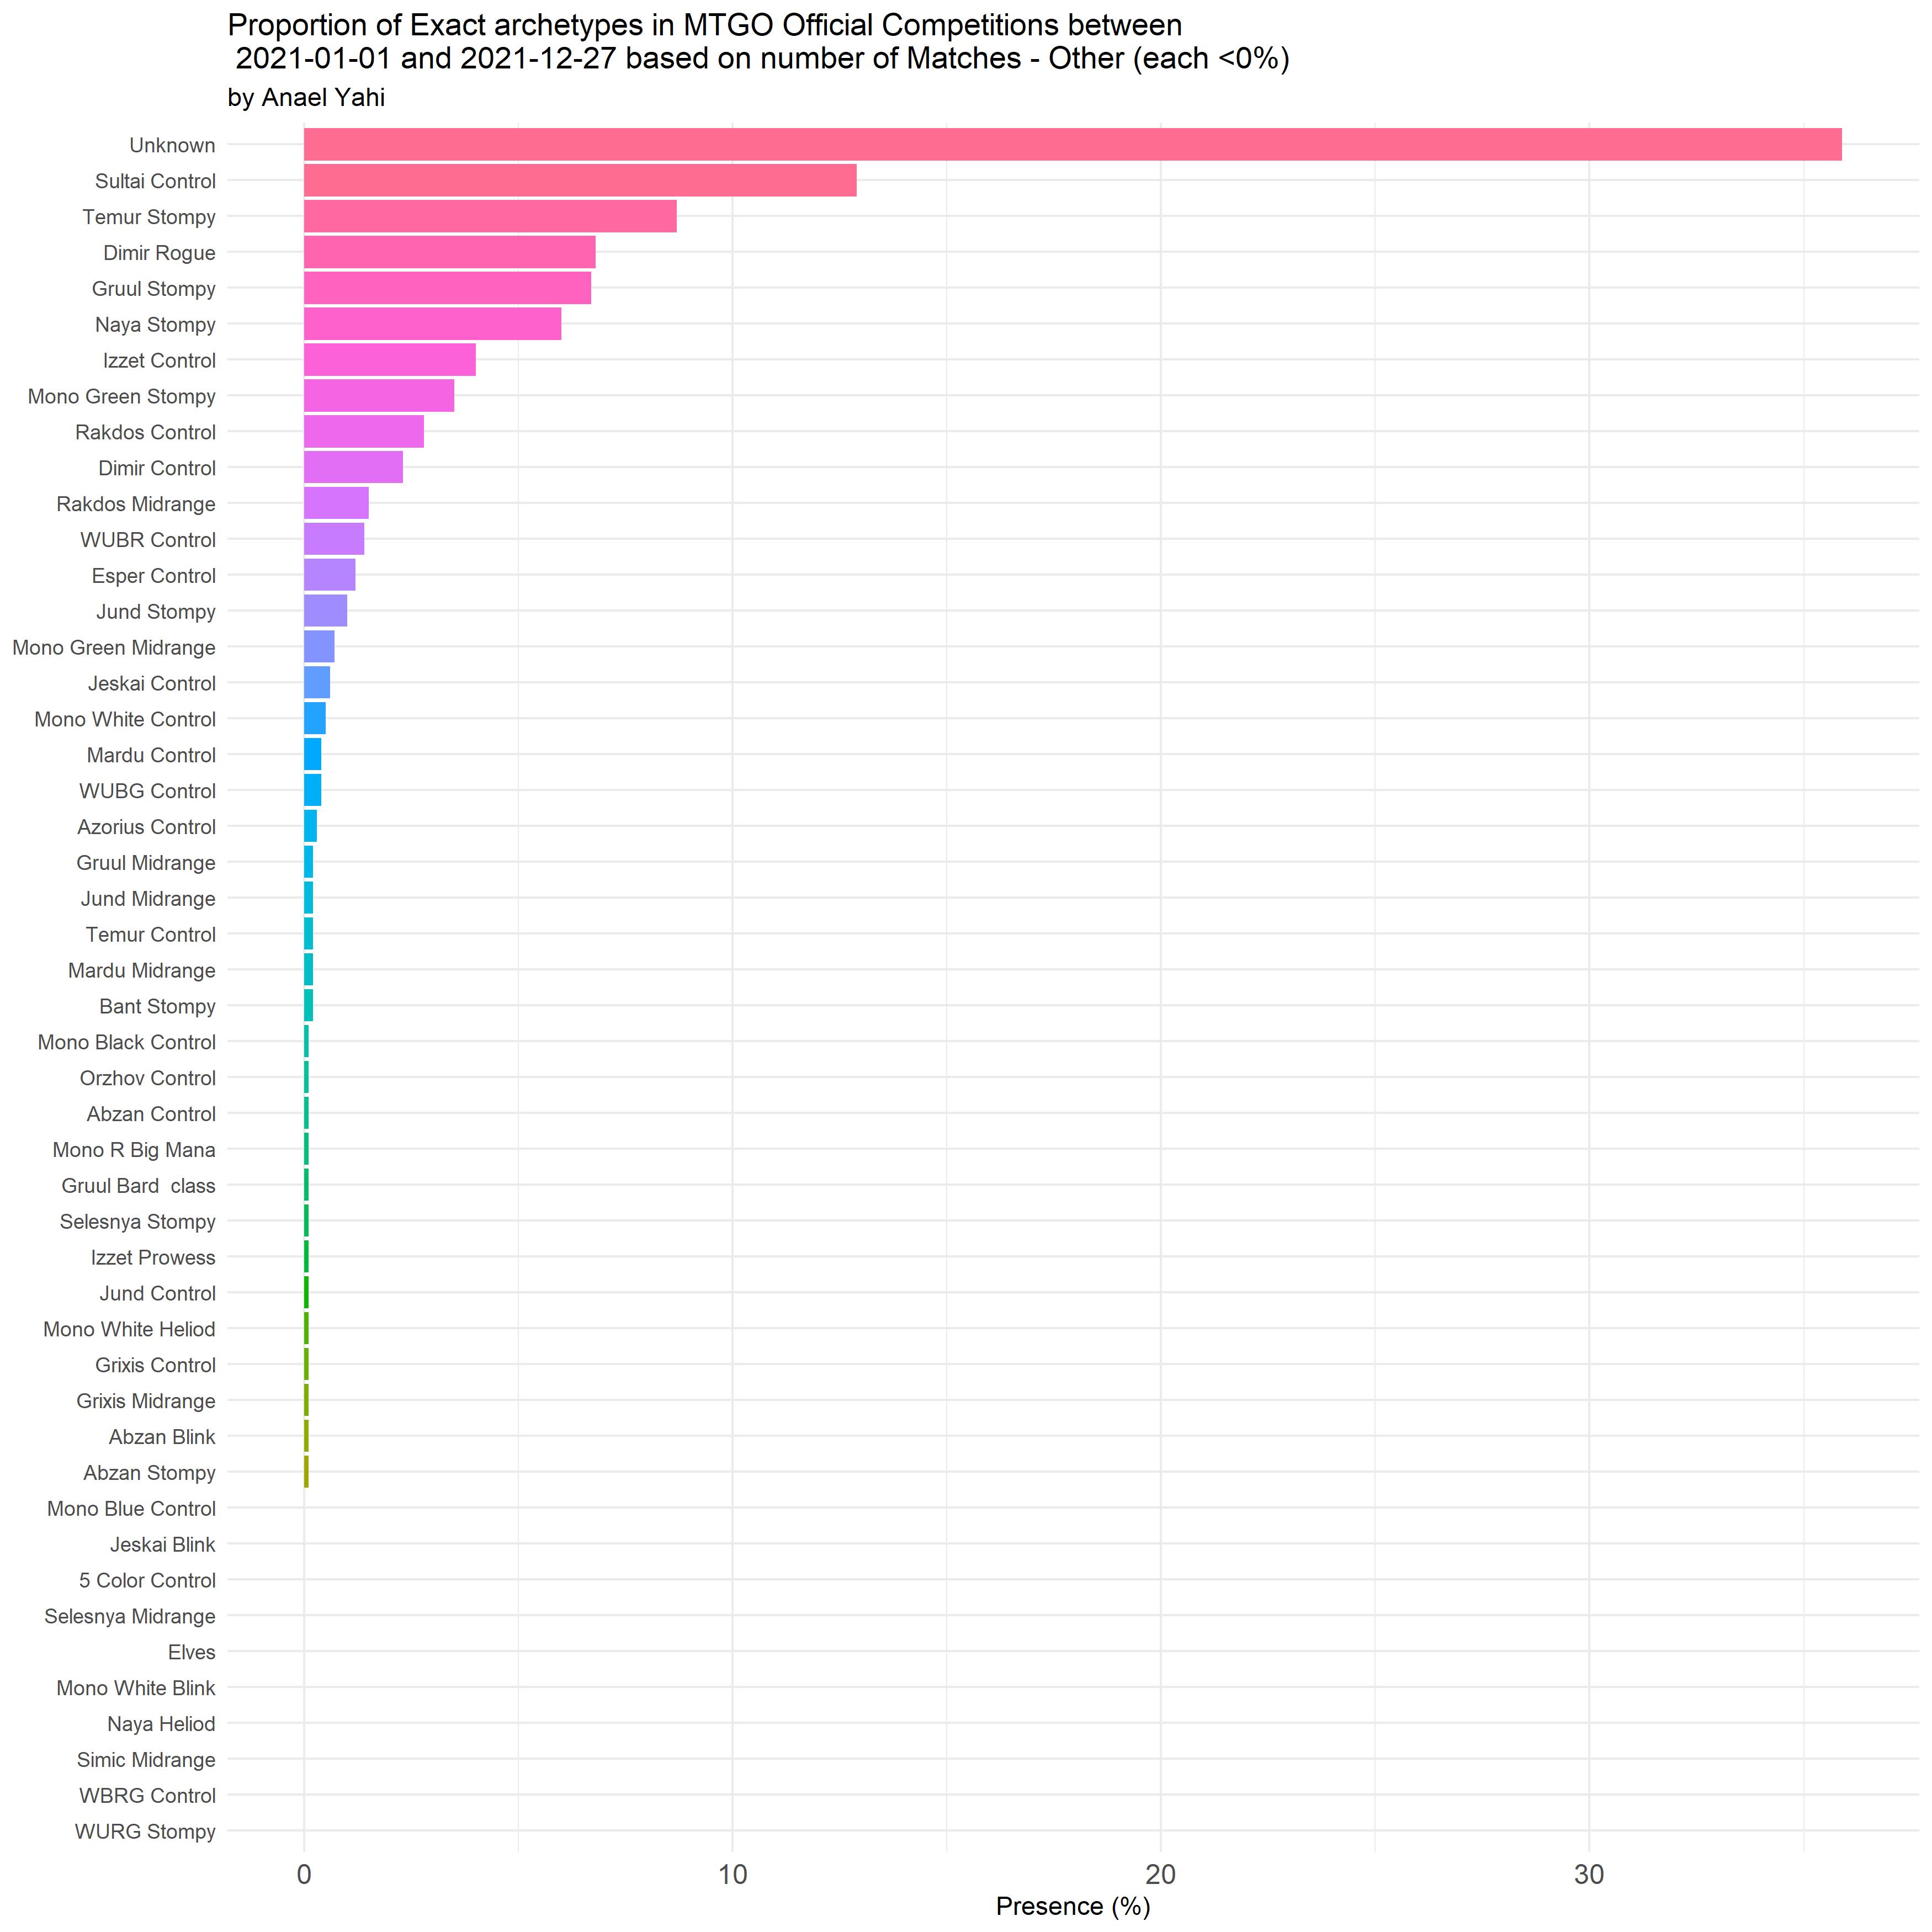 Proportion of Exact archetypes in MTGO Official Competitions between
2021-01-01 and 2021-12-27 based on number of Matches - Other (each <0%)
by Anael Yahi
Unknown
Sultai Control
Temur Stompy
Dimir Rogue
Gruul Stompy
Naya Stompy
Izzet Control
Mono Green Stompy
Rakdos Control
Dimir Control
Rakdos Midrange
WUBR Control
Esper Control
Jund Stompy
Mono Green Midrange
Jeskai Control
Mono White Control
Mardu Control
WUBG Control
Azorius Control
Gruul Midrange
Jund Midrange
Temur Control
Mardu Midrange
Bant Stompy
Mono Black Control
Orzhov Control
Abzan Control
Mono R Big Mana
Gruul Bard  class
Selesnya Stompy
Izzet Prowess
Jund Control
Mono White Heliod
Grixis Control
Grixis Midrange
Abzan Blink
Abzan Stompy
Mono Blue Control
Jeskai Blink
5 Color Control
Selesnya Midrange
Elves
Mono White Blink
Naya Heliod
Simic Midrange
WBRG Control
WURG Stompy
0 10 20 30
Presence (%)